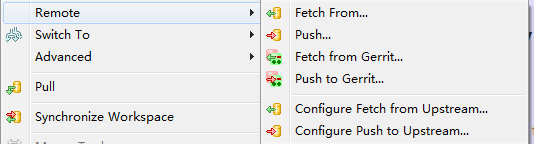 Remote
Switch To
Advanced
Pull
Synchronize Workspace
Fetch From...
Push...
Fetch from Gerrit...
Push to Gerrit...
Configure Fetch from Upstream...
Configure Push to Upstream...